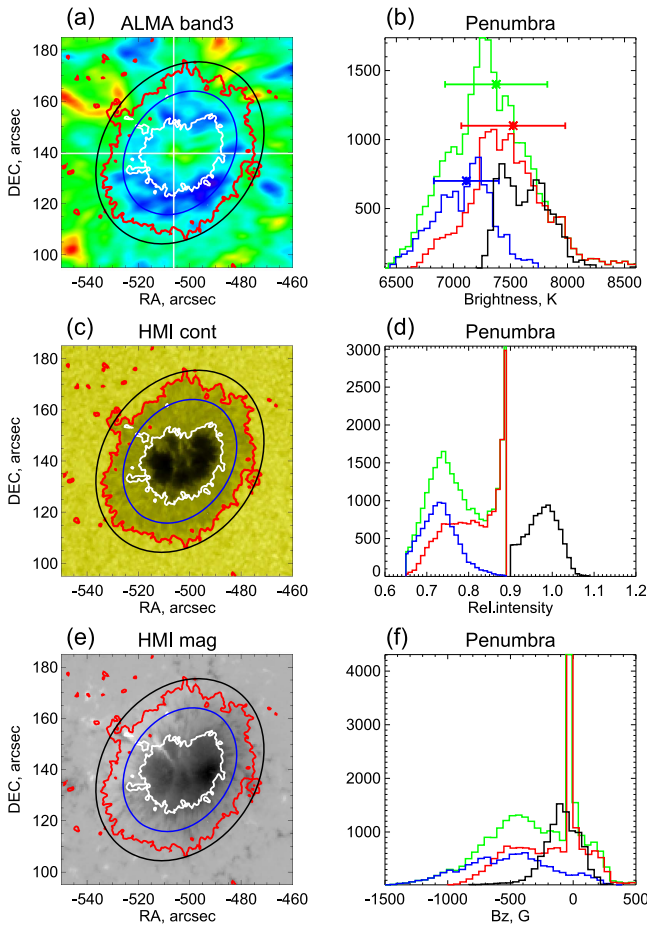 (a) ALMA band3
180
160
140
120
100
DEC, arcsec
-540 -520 -500 -480 -460
RA, arcsec
(b) Penumbra
1500
1000
500
6500 7000 7500 8000 8500
Brightness, K
(c) HMI cont
180
160
140
120
100
DEC, arcsec
-540 -520 -500 -480 -460
RA, arcsec
(d) Penumbra
3000
2500
2000
1500
1000
500
0
0.6 0.7 0.8 0.9 1.0 1.1 1.2
Rel.intensity
(e) HMI mag
180
160
140
120
100
DEC, arcsec
-540 -520 -500 -480 -460
RA, arcsec
(f) Penumbra
4000
3000
2000
1000
-1500 -1000 -500 0 500
Bz, G